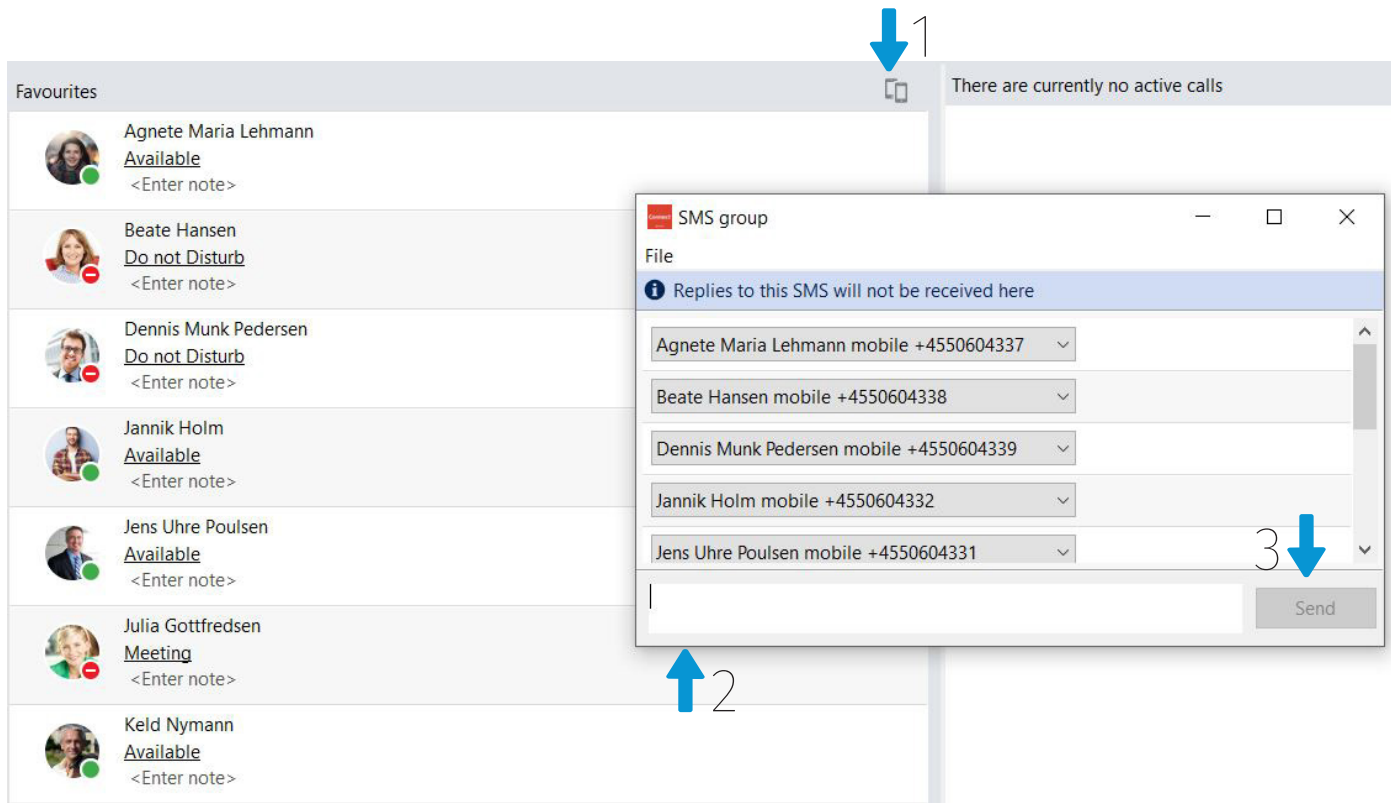 1
Favourites
There are currently no active calls
Agnete Maria Lehmann
Available
<Enter note>
Beate Hansen
Do not Disturb
<Enter note>
Dennis Munk Pedersen
Do not Disturb
<Enter note>
Jannik Holm
Available
<Enter note>
Jens Uhre Poulsen
Available
<Enter note>
Julia Gottfredsen
Meeting
<Enter note>
Keld Nymann
Available
<Enter note>
Connect
SMS group
File
Replies to this SMS will not be received here
Agnete Maria Lehmann mobile +4550604337
Beate Hansen mobile +4550604338
Dennis Munk Pedersen mobile +4550604339
Jannik Holm mobile +4550604332
Jens Uhre Poulsen mobile +4550604331
3
Send
2